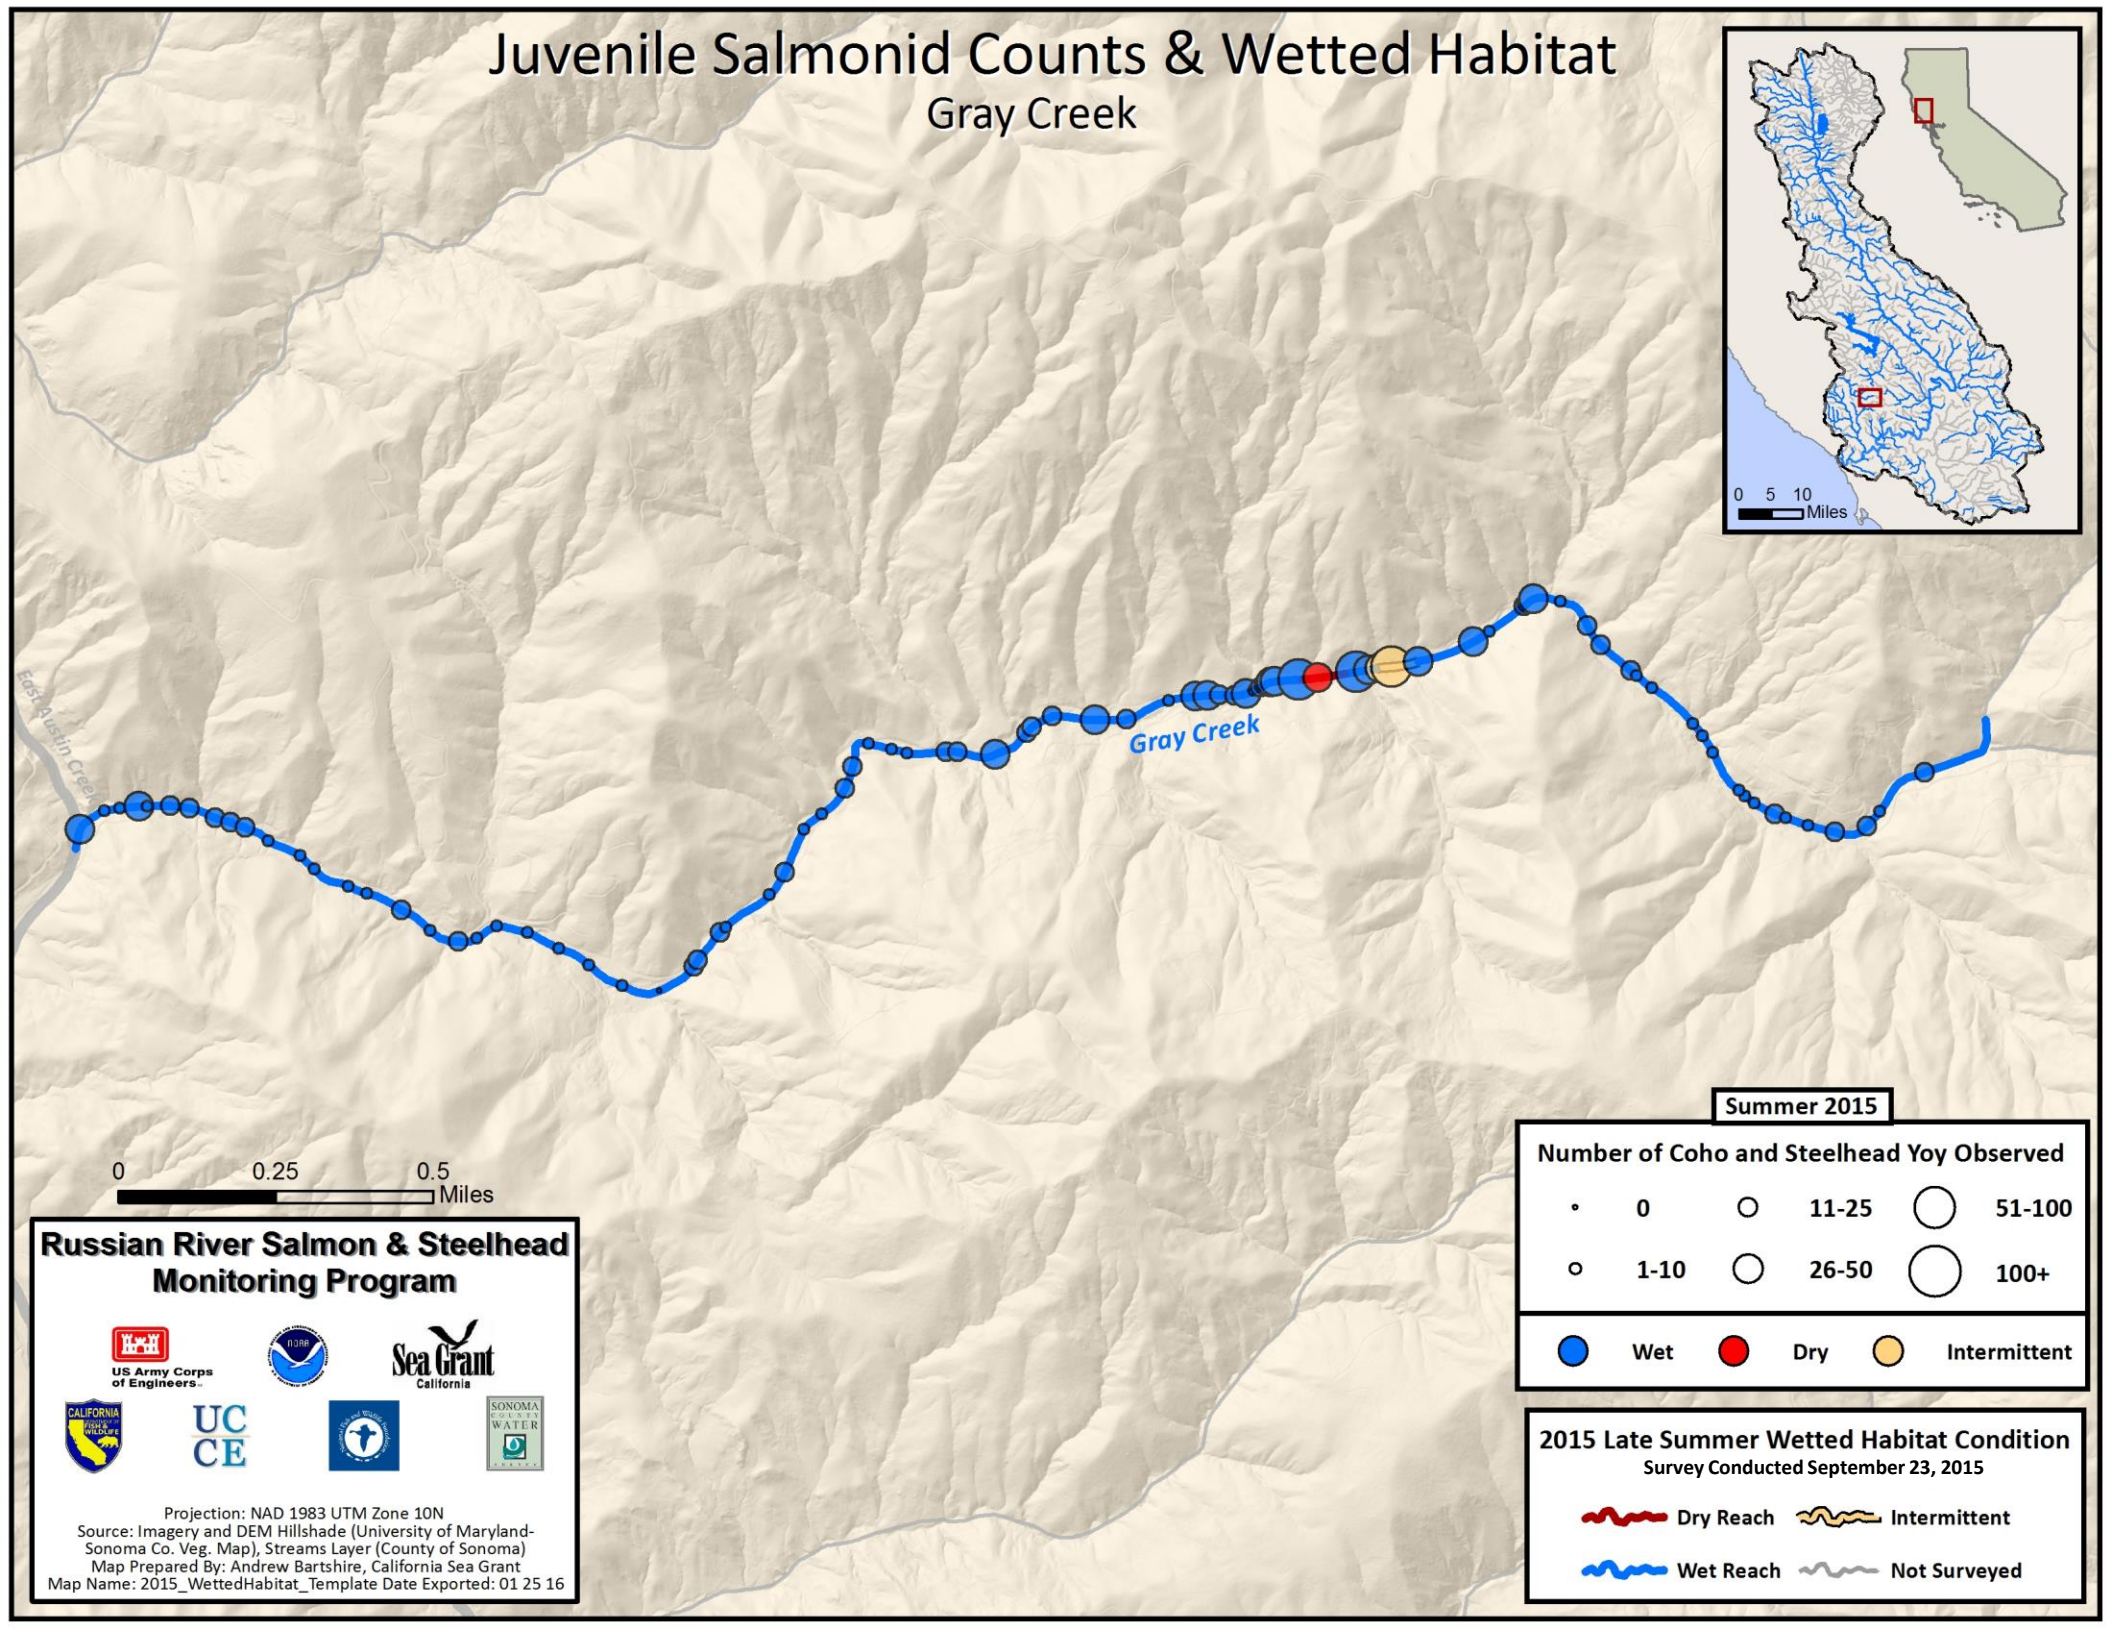 Juvenile Salmonid Counts & Wetted Habitat
Gray Creek
0 5 10
Miles
East Austin Creek
Gray Creek
0 0.25 0.5
Miles
Russian River Salmon & Steelhead
Monitoring Program
US Army Corps
of Engineers
NOAA
Sea Grant
California
CALIFORNIA
FISH &
WILDLIFE
UC
CE
SONOMA
COUNTY
WATER
AGENCY
Projection: NAD 1983 UTM Zone 10N
Source: Imagery and DEM Hillshade (University of Maryland-
Sonoma Co. Veg. Map), Streams Layer (County of Sonoma)
Map Prepared By: Andrew Bartshire, California Sea Grant
Map Name: 2015_WettedHabitat_Template Date Exported: 01 25 16
Summer 2015
Number of Coho and Steelhead Yoy Observed
0 11-25 51-100
1-10 26-50 100+
Wet Dry Intermittent
2015 Late Summer Wetted Habitat Condition
Survey Conducted September 23, 2015
Dry Reach Intermittent
Wet Reach Not Surveyed